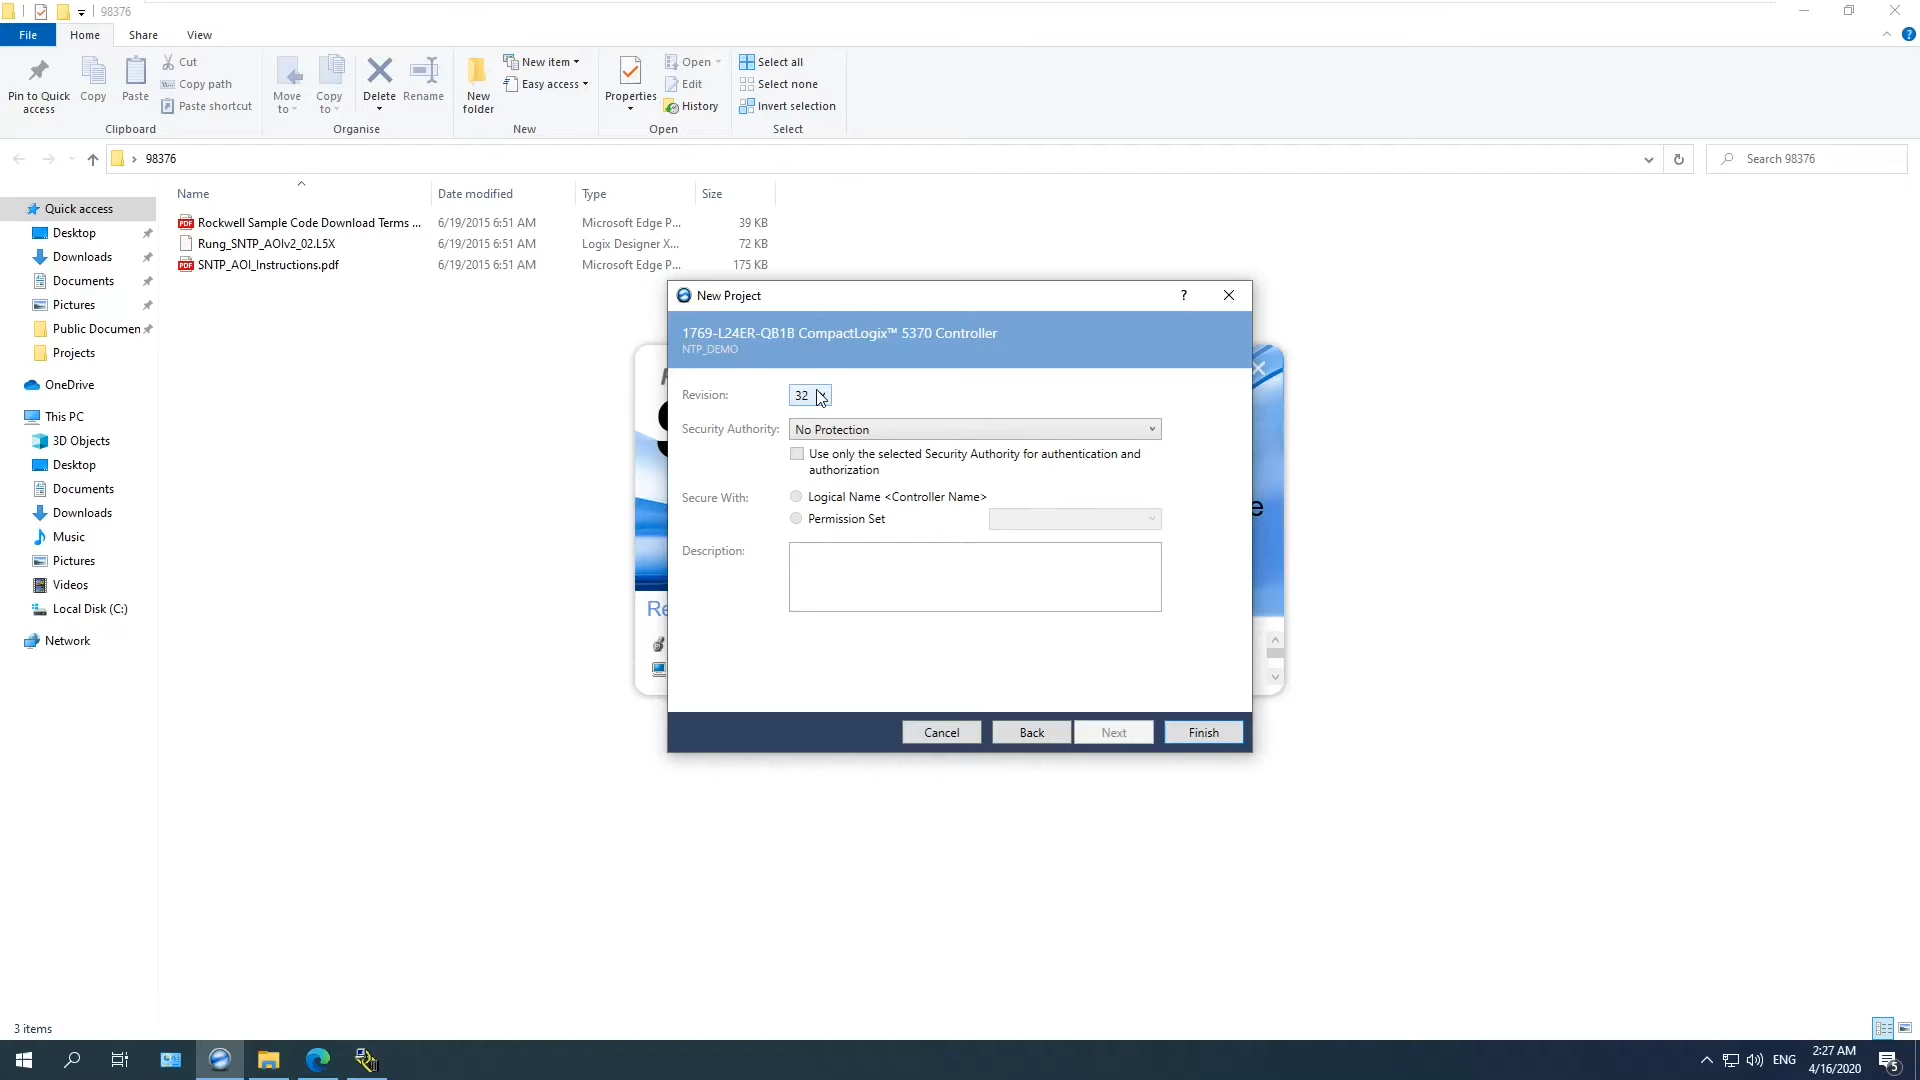 98376
File
Home
Share
View
Pin to Quick access
Copy
Paste
Cut
Copy path
Paste shortcut
Clipboard
Move to
Copy to
Delete
Rename
Organise
New folder
New item
Easy access
New
Properties
Open
Edit
History
Open
Select all
Select none
Invert selection
Select
98376
Search 98376
Name
Date modified
Type
Size
Rockwell Sample Code Download Terms ...
6/19/2015 6:51 AM
Microsoft Edge P...
39 KB
Rung_SNTP_AOIv2_02.L5X
6/19/2015 6:51 AM
Logix Designer X...
72 KB
SNTP_AOI_Instructions.pdf
6/19/2015 6:51 AM
Microsoft Edge P...
175 KB
Quick access
Desktop
Downloads
Documents
Pictures
Public Documen
Projects
OneDrive
This PC
3D Objects
Desktop
Documents
Downloads
Music
Pictures
Videos
Local Disk (C:)
Network
New Project
?
1769-L24ER-QB1B CompactLogix™ 5370 Controller
NTP_DEMO
Revision:
32
Security Authority:
No Protection
Use only the selected Security Authority for authentication and
authorization
Secure With:
Logical Name <Controller Name>
Permission Set
Description:
Cancel
Back
Next
Finish
Re
e
3 items
ENG
2:27 AM
4/16/2020
5